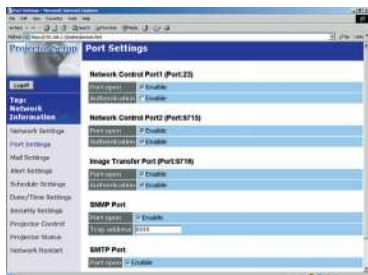 Projector Setup
Port Settings
Logoff
Top:
Network
Information
Network Settings
Port Settings
Mail Settings
Alert Settings
Schedule Settings
Date/Time Settings
Security Settings
Projector Control
Projector Status
Network Restart
Network Control Port1 (Port:23)
Port open Enable
Authentication Enable
Network Control Port2 (Port:9715)
Port open Enable
Authentication Enable
Image Transfer Port (Port:9716)
Port open Enable
Authentication Enable
SNMP Port
Port open Enable
Trap address
SMTP Port
Port open Enable